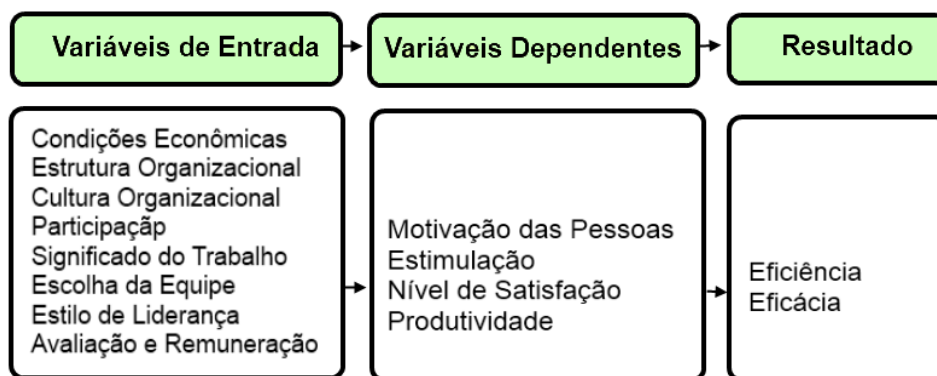 Variáveis de Entrada
Variáveis Dependentes
Resultado
Condições Econômicas
Estrutura Organizacional
Cultura Organizacional
Participaçãp
Significado do Trabalho
Escolha da Equipe
Estilo de Liderança
Avaliação e Remuneração
Motivação das Pessoas
Estimulação
Nível de Satisfação
Produtividade
Eficiência
Eficácia